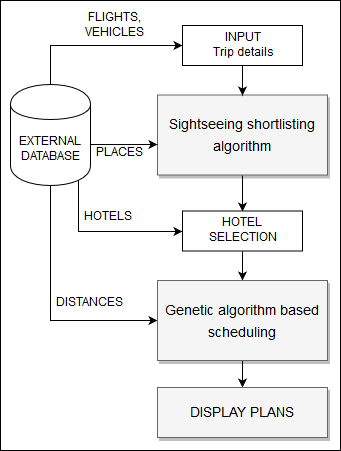 FLIGHTS,
VEHICLES
INPUT
Trip details
EXTERNAL
DATABASE
PLACES
Sightseeing shortlisting
algorithm
HOTELS
HOTEL
SELECTION
DISTANCES
Genetic algorithm based
scheduling
DISPLAY PLANS